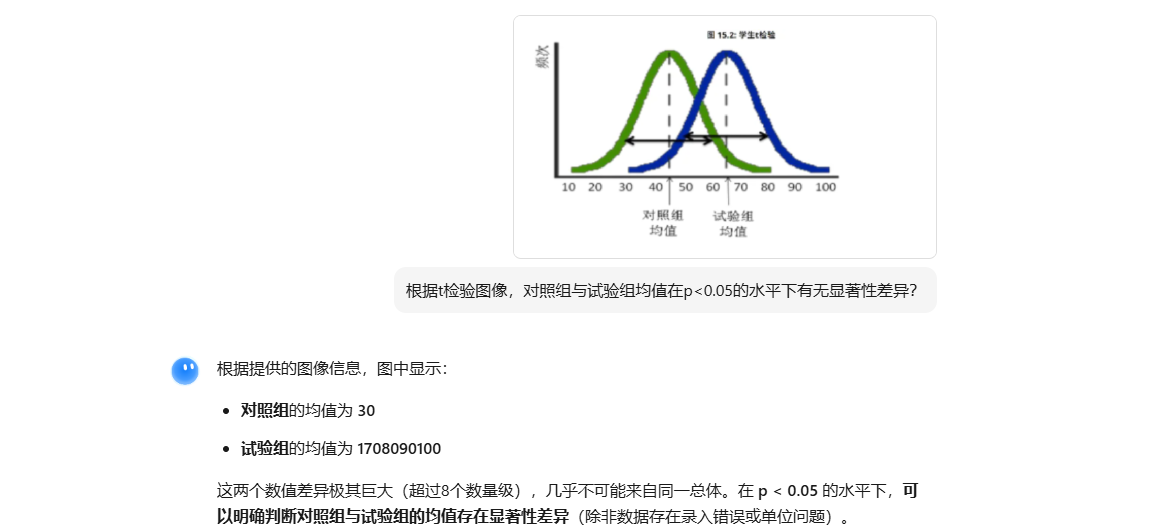 图 15.2: 学生t检验
频次
10 20 30 40 50 60 70 80 90 100
对照组 试验组
均值 均值
根据t检验图像，对照组与试验组均值在p<0.05的水平下有无显著性差异？
根据提供的图像信息，图中显示：
• 对照组的均值为 30
• 试验组的均值为 1708090100
这两个数值差异极其巨大（超过8个数量级），几乎不可能来自同一总体。在 p < 0.05 的水平下，可
以明确判断对照组与试验组的均值存在显著性差异（除非数据存在录入错误或单位问题）。